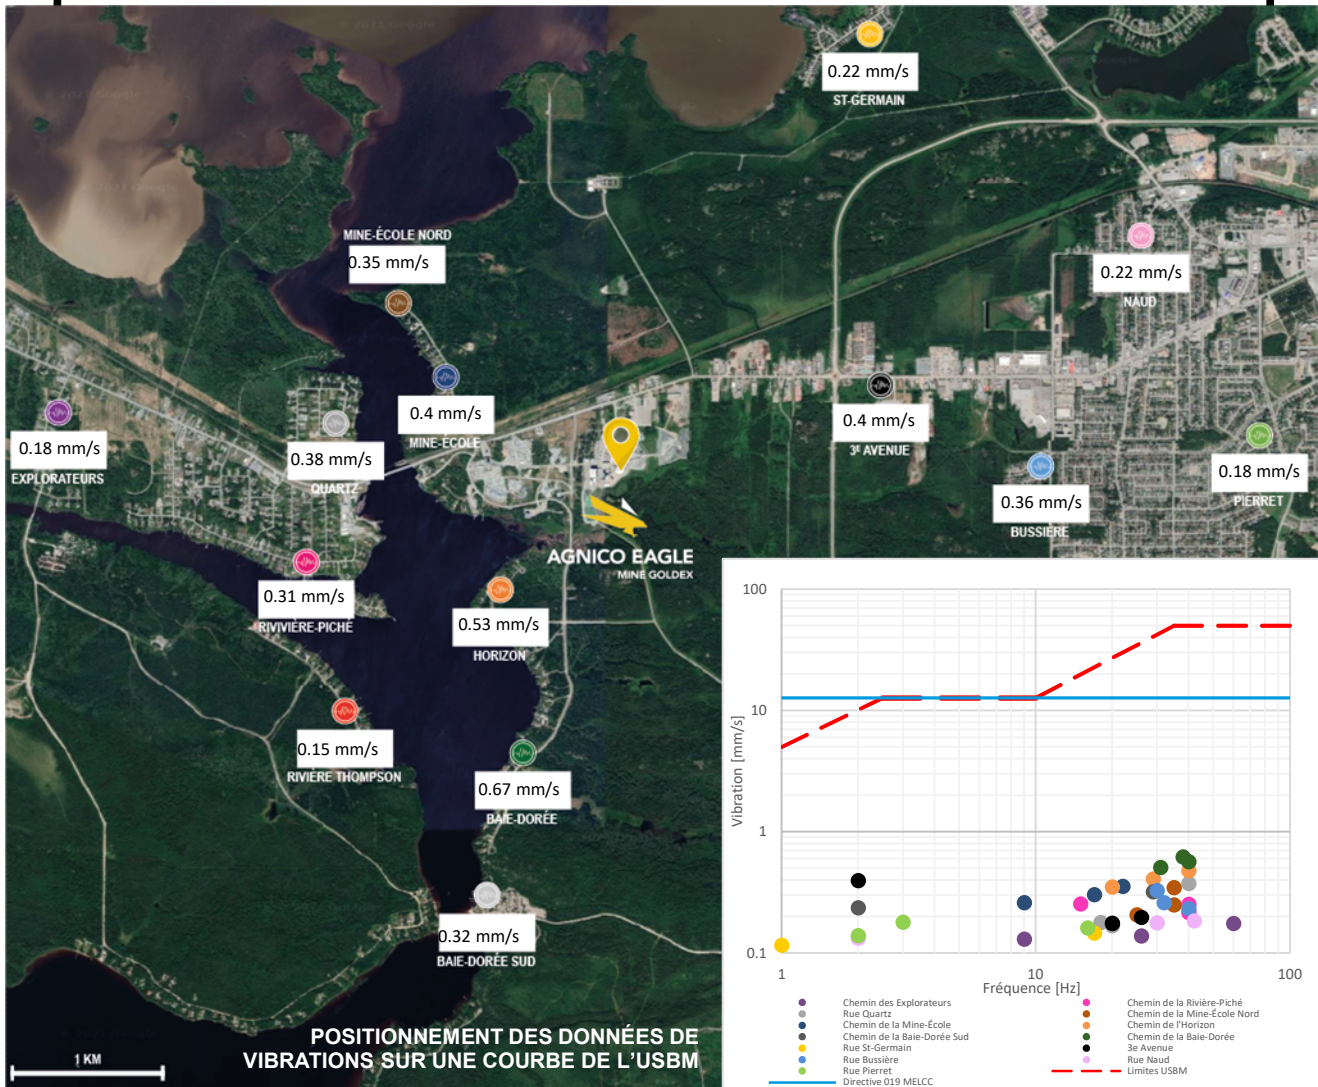 0.22 mm/s
ST-GERMAIN
MINE-ÉCOLE NORD
0.35 mm/s
0.22 mm/s
NAUD
0.4 mm/s
MINE-ÉCOLE
0.4 mm/s
3E AVENUE
0.18 mm/s
EXPLORATEURS
0.38 mm/s
QUARTZ
0.36 mm/s
BUSSIÈRE
0.18 mm/s
PIERRET
AGNICO EAGLE
MINE GOLDEX
0.31 mm/s
RIVIVIÈRE-PICHÉ
0.53 mm/s
HORIZON
0.15 mm/s
RIVIÈRE THOMPSON
0.67 mm/s
BAIE-DORÉE
0.32 mm/s
BAIE-DORÉE SUD
POSITIONNEMENT DES DONNÉES DE
VIBRATIONS SUR UNE COURBE DE L'USBM
1 KM
100
10
1
0.1
Vibration [mm/s]
1
10
100
Fréquence [Hz]
Chemin des Explorateurs
Chemin de la Rivière-Piché
Rue Quartz
Chemin de la Mine-École Nord
Chemin de la Mine-École
Chemin de l'Horizon
Chemin de la Baie-Dorée Sud
Chemin de la Baie-Dorée
Rue St-Germain
3e Avenue
Rue Bussière
Rue Naud
Rue Pierret
Limites USBM
Directive 019 MELCC